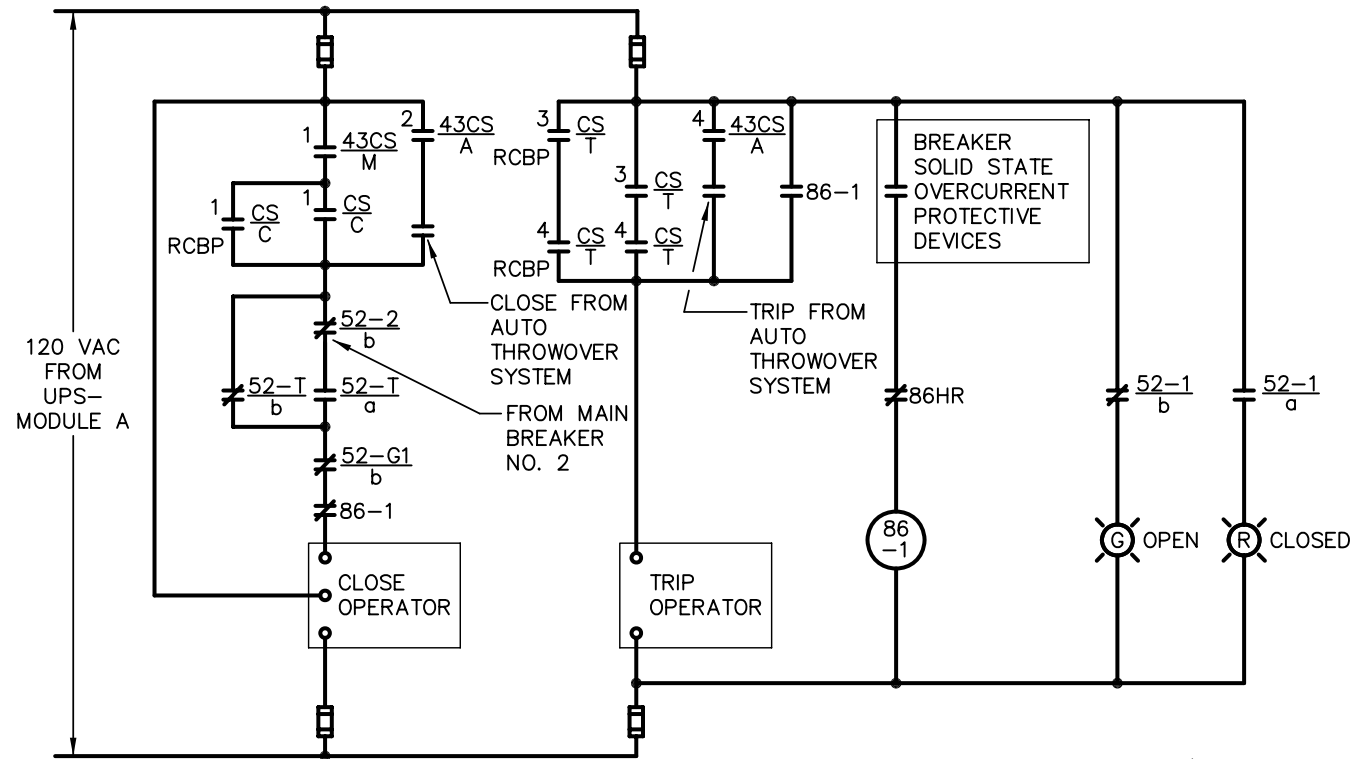 120 VAC
FROM
UPS-
MODULE A
1
43CS
M
2
43CS
A
1
CS
C
RCBP
1
CS
C
52-2
b
52-T
b
52-T
a
52-G1
b
86-1
CLOSE
OPERATOR
CLOSE FROM
AUTO
THROWOVER
SYSTEM
FROM MAIN
BREAKER
NO. 2
3
CS
T
RCBP
3
CS
T
4
CS
T
RCBP
4
CS
T
4
43CS
A
86-1
TRIP FROM
AUTO
THROWOVER
SYSTEM
TRIP
OPERATOR
BREAKER
SOLID STATE
OVERCURRENT
PROTECTIVE
DEVICES
86HR
86
-1
52-1
b
G
OPEN
52-1
a
R
CLOSED